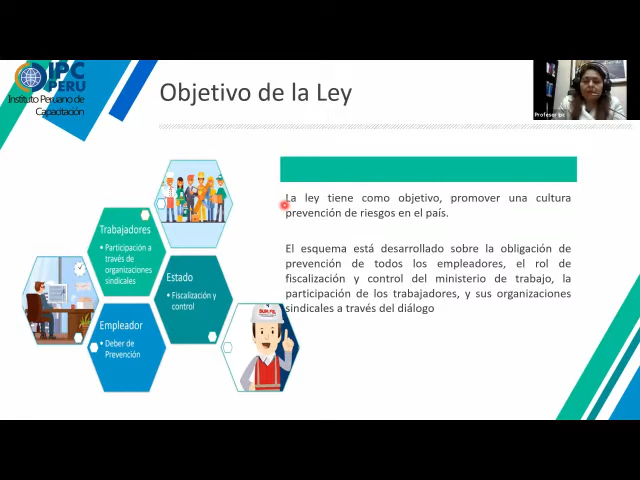 IPC
PERU
Instituto Peruano de
Capacitación
Objetivo de la Ley
Profesor ipc
La ley tiene como objetivo, promover una cultura
prevención de riesgos en el país.
El esquema está desarrollado sobre la obligación de
prevención de todos los empleadores, el rol de
fiscalización y control del ministerio de trabajo, la
participación de los trabajadores, y sus organizaciones
sindicales a través del diálogo
Trabajadores
• Participación a
través de
organizaciones
sindicales
Estado
• Fiscalización y
control
Empleador
• Deber de
Prevención